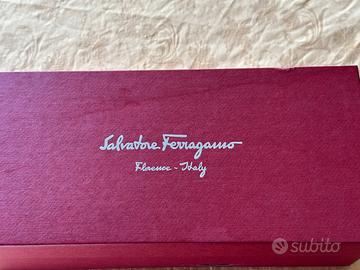 Salvatore Ferragamo
Florence - Italy
subito